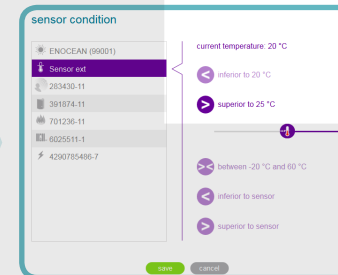 sensor condition
ENOCEAN (99001)
Sensor ext
283430-11
391874-11
701236-11
6025511-1
4290785486-7
current temperature: 20 °C
inferior to 20 °C
superior to 25 °C
between -20 °C and 60 °C
inferior to sensor
superior to sensor
save
cancel